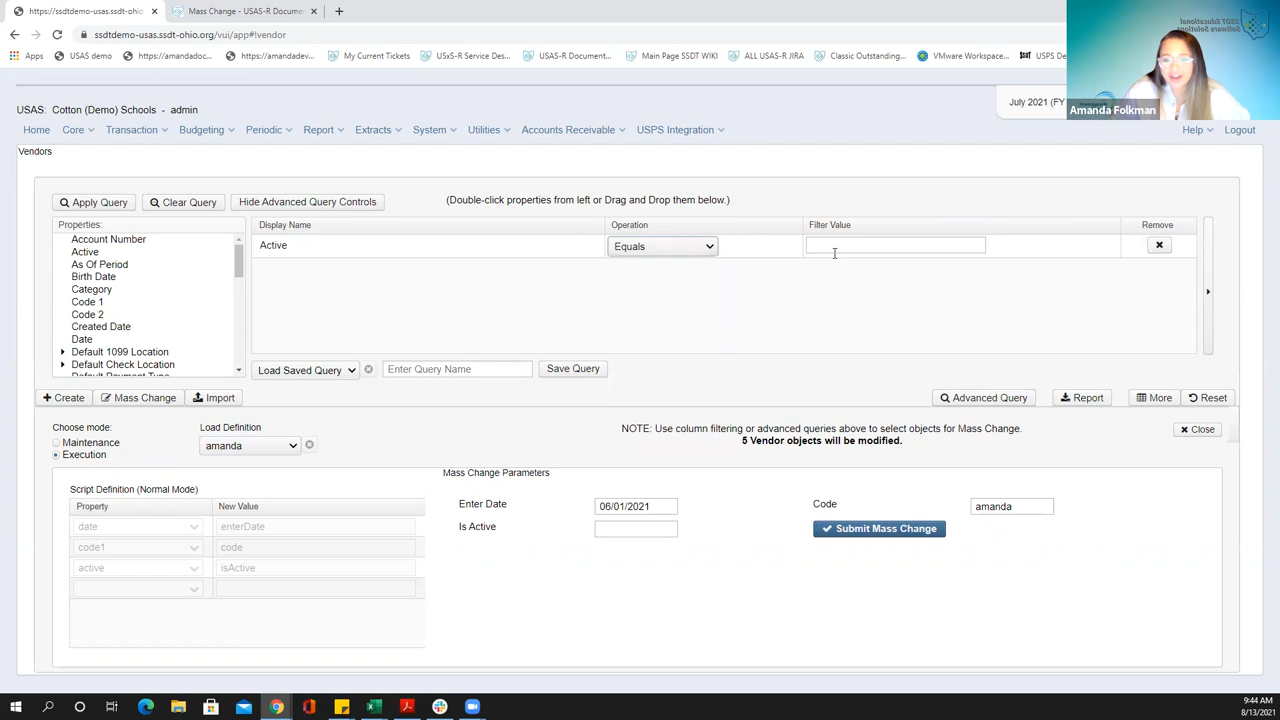 https://ssdtdemo-usas.ssdt-ohio.org
Mass Change - USAS-R Docume
ssdtdemo-usas.ssdt-ohio.org/vui/app#!vendor
Apps USAS demo https://amandadoc... https://amandadev... My Current Tickets USxS-R Service Des... USAS-R Document... Main Page SSDT WIKI ALL USAS-R JIRA Classic Outstanding... VMware Workspace... USPS De
SSDT Educational
Software Solutions
Amanda Folkman
USAS: Cotton (Demo) Schools - admin
July 2021 (FY
Home Core Transaction Budgeting Periodic Report Extracts System Utilities Accounts Receivable USPS Integration Help Logout
Vendors
Apply Query Clear Query Hide Advanced Query Controls (Double-click properties from left or Drag and Drop them below.)
Properties: Display Name Operation Filter Value Remove
Account Number
Active Equals
Active
As Of Period
Birth Date
Category
Code 1
Code 2
Created Date
Date
Default 1099 Location
Default Check Location
Default Payment Type
Load Saved Query Enter Query Name Save Query
Create Mass Change Import Advanced Query Report More Reset
Choose mode: Load Definition NOTE: Use column filtering or advanced queries above to select objects for Mass Change. Close
Maintenance amanda 5 Vendor objects will be modified.
Execution
Mass Change Parameters
Script Definition (Normal Mode)
Property New Value Enter Date 06/01/2021 Code amanda
date enterDate Is Active Submit Mass Change
code1 code
active isActive
9:44 AM
8/13/2021